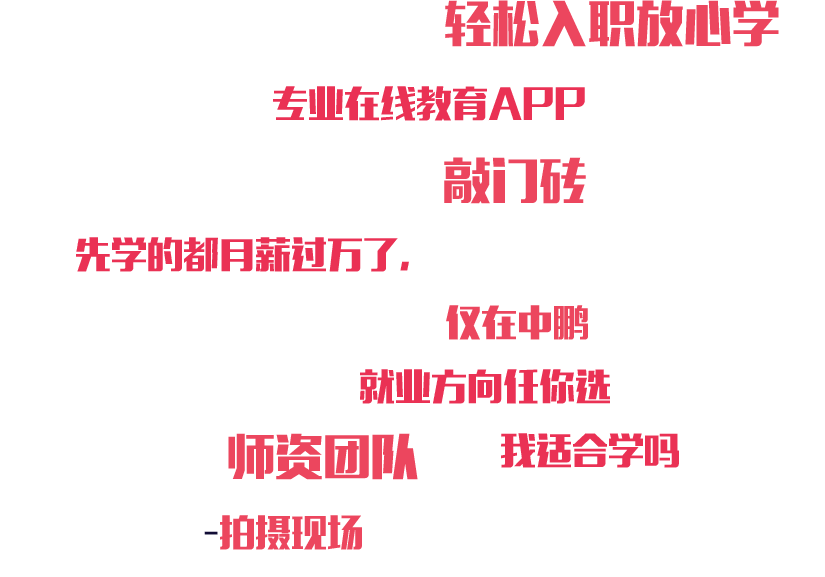 轻松入职放心学
专业在线教育APP
敲门砖
先学的都月薪过万了，
仅在中鹏
就业方向任你选
师资团队
我适合学吗
-拍摄现场